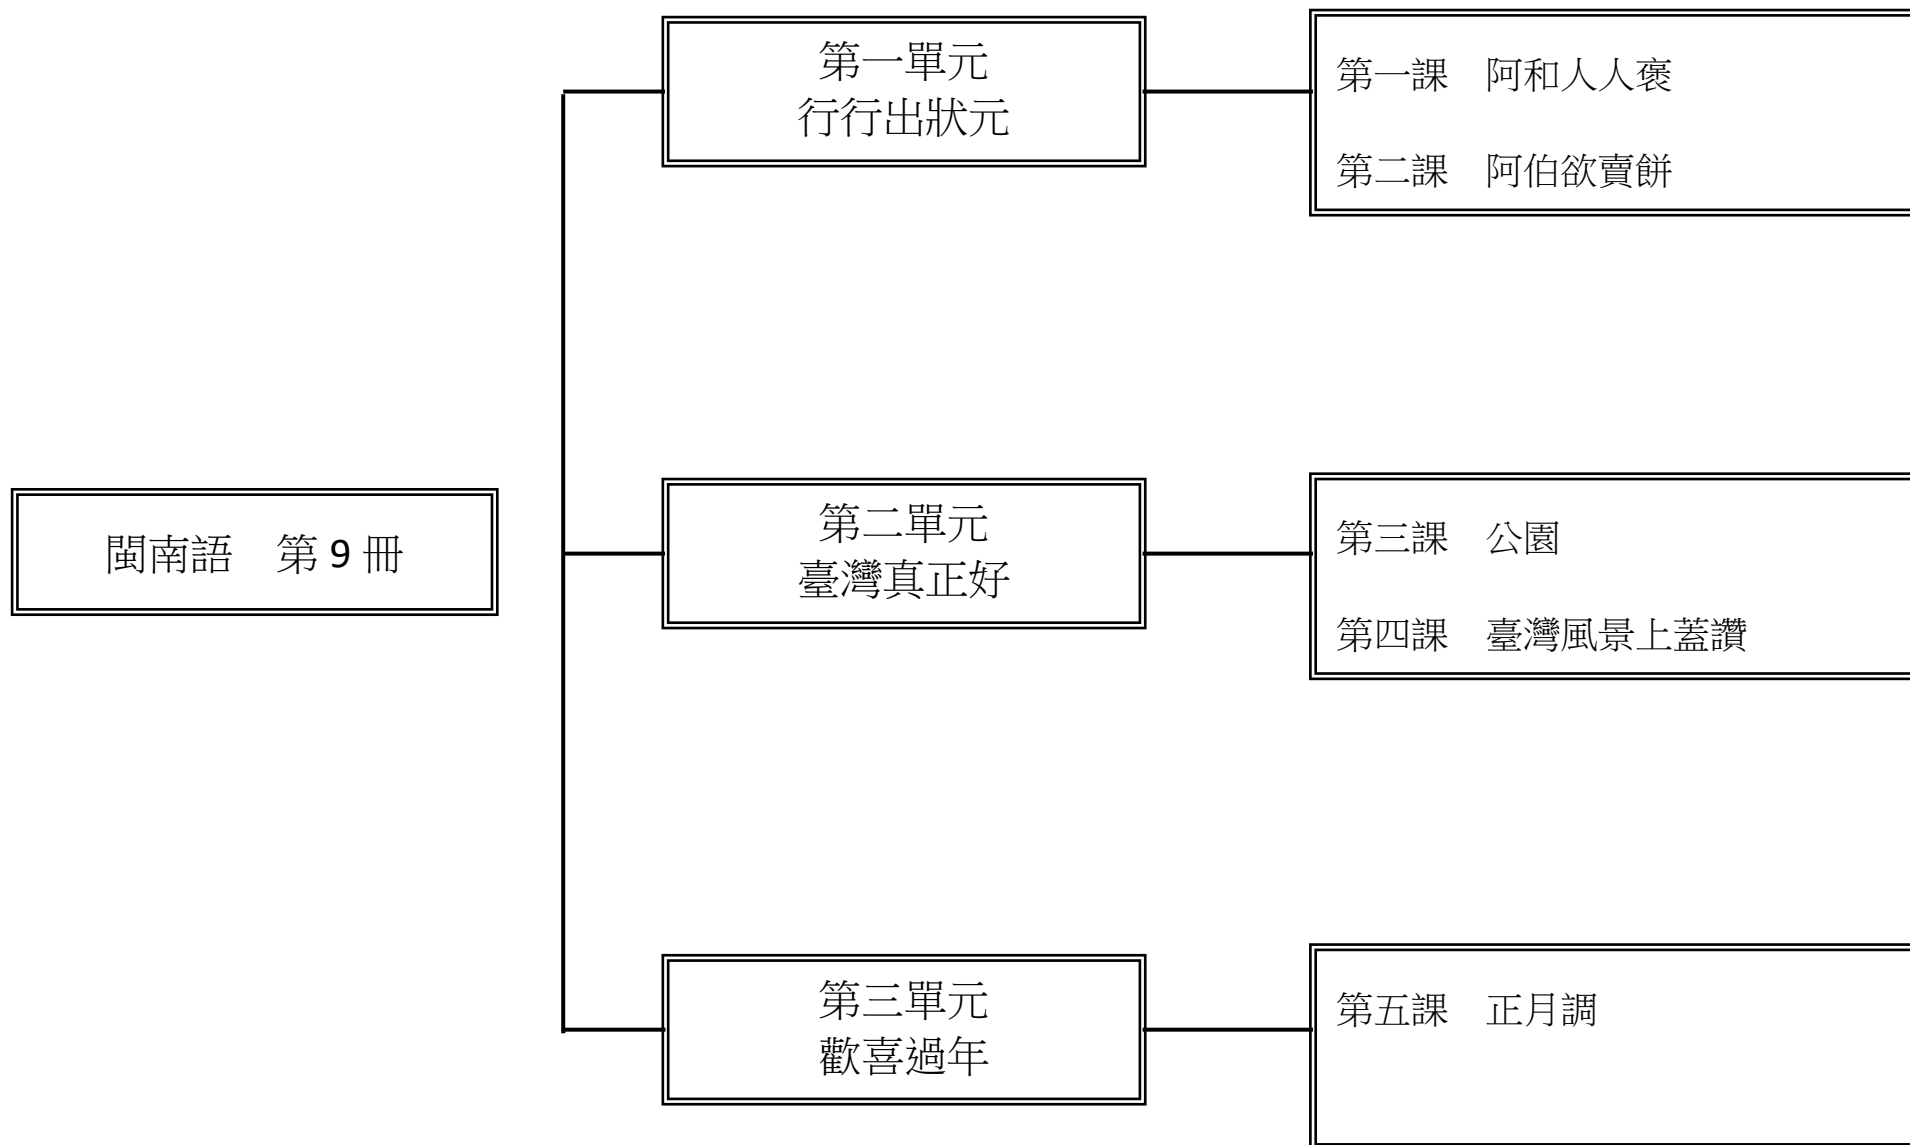 閩南語　第 9 冊
第一單元
行行出狀元
第一課　阿和人人褒
第二課　阿伯欲賣餅
第二單元
臺灣真正好
第三課　公園
第四課　臺灣風景上蓋讚
第三單元
歡喜過年
第五課　正月調